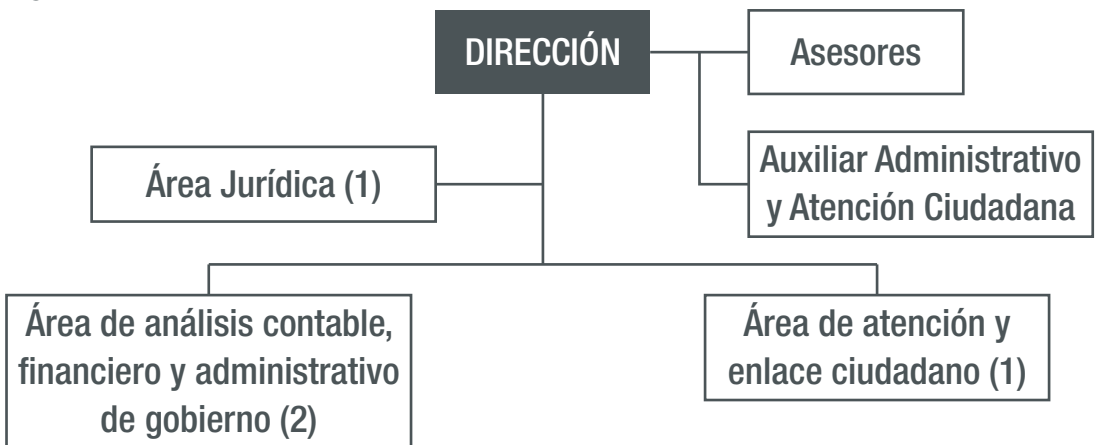 DIRECCIÓN
Asesores
Auxiliar Administrativo
y Atención Ciudadana
Área Jurídica (1)
Área de análisis contable,
financiero y administrativo
de gobierno (2)
Área de atención y
enlace ciudadano (1)